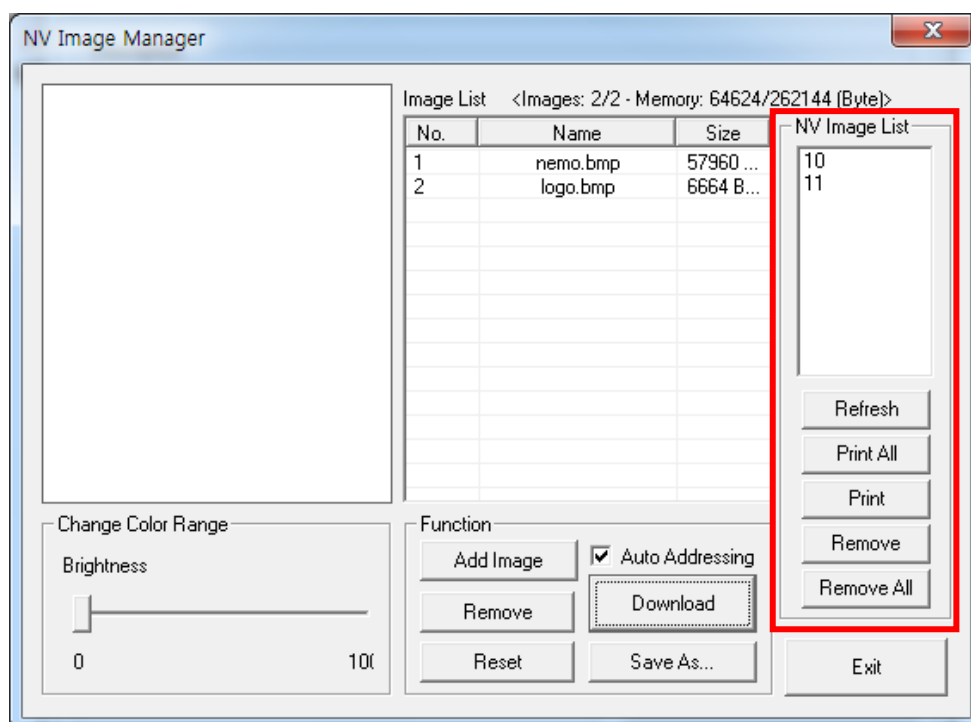 NV Image Manager
Image List <Images: 2/2 - Memory: 64624/262144 (Byte)>
No. Name Size
1 nemo.bmp 57960 ...
2 logo.bmp 6664 B...
NV Image List
10
11
Refresh
Print All
Print
Remove
Remove All
Change Color Range
Brightness
0 10(
Function
Add Image Auto Addressing
Remove Download
Reset Save As...
Exit